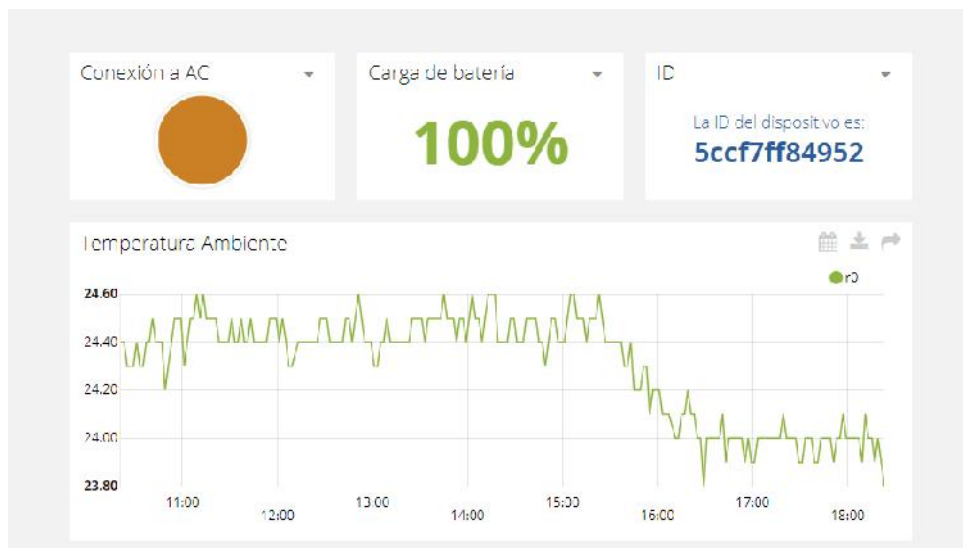 Conexión a AC
Carga de batería
ID
100%
La ID del dispositivo es:
5ccf7ff84952
Temperatura Ambiente
r0
24.60
24.40
24.20
24.00
23.80
11:00
12:00
13:00
14:00
15:00
16:00
17:00
18:00